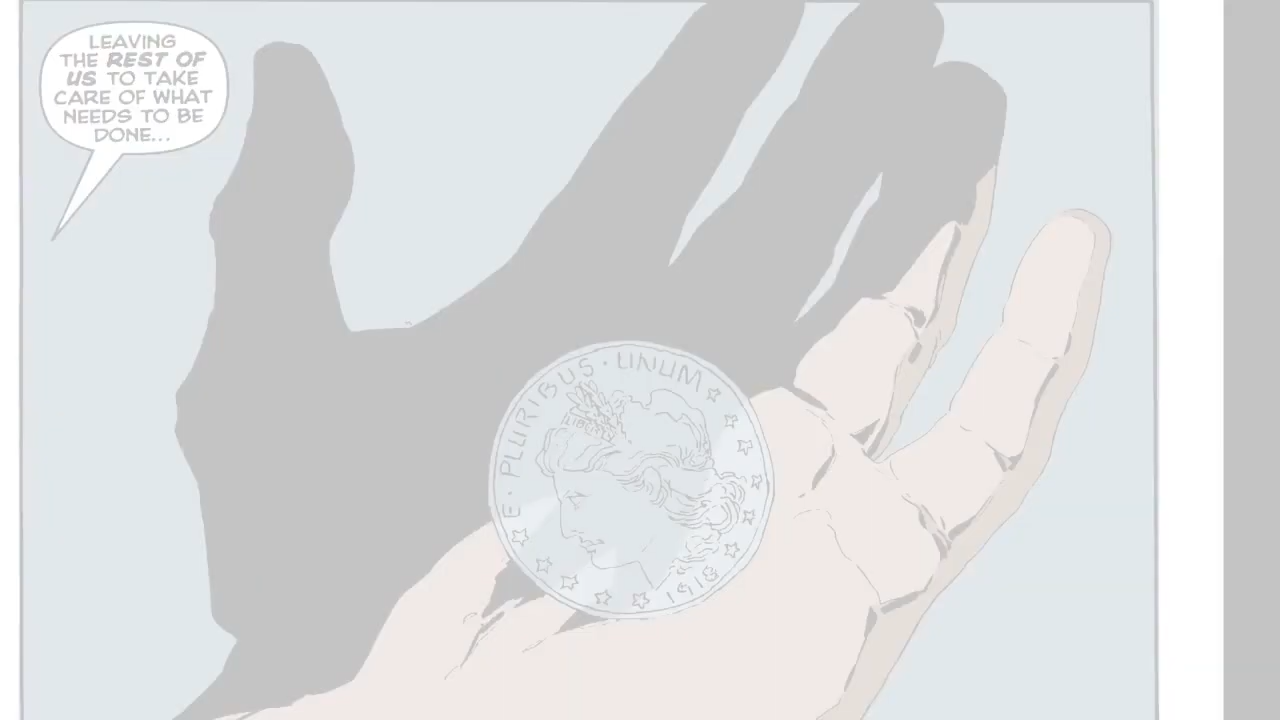 LEAVING
THE REST OF
US TO TAKE
CARE OF WHAT
NEEDS TO BE
DONE...
E · PLURIBUS · UNUM
LIBERTY
1918